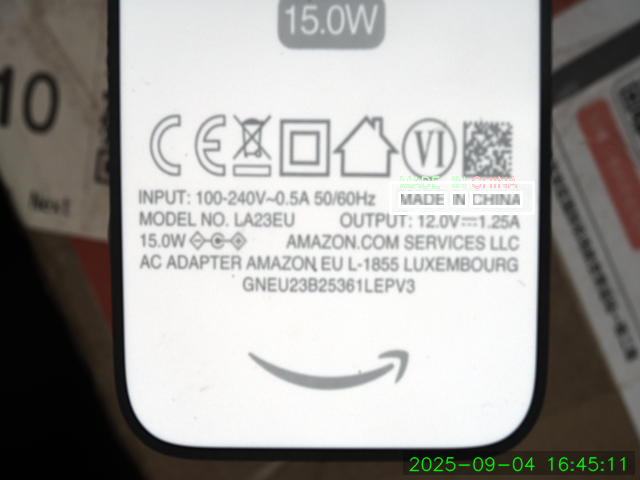 15.0W
10
CE
VI
MADE IN CHINA
INPUT: 100-240V~0.5A 50/60Hz MADE IN CHINA
MODEL NO. LA23EU OUTPUT: 12.0V⎓1.25A
15.0W AMAZON.COM SERVICES LLC
AC ADAPTER AMAZON EU L-1855 LUXEMBOURG
GNEU23B25361LEPV3
2025-09-04 16:45:11